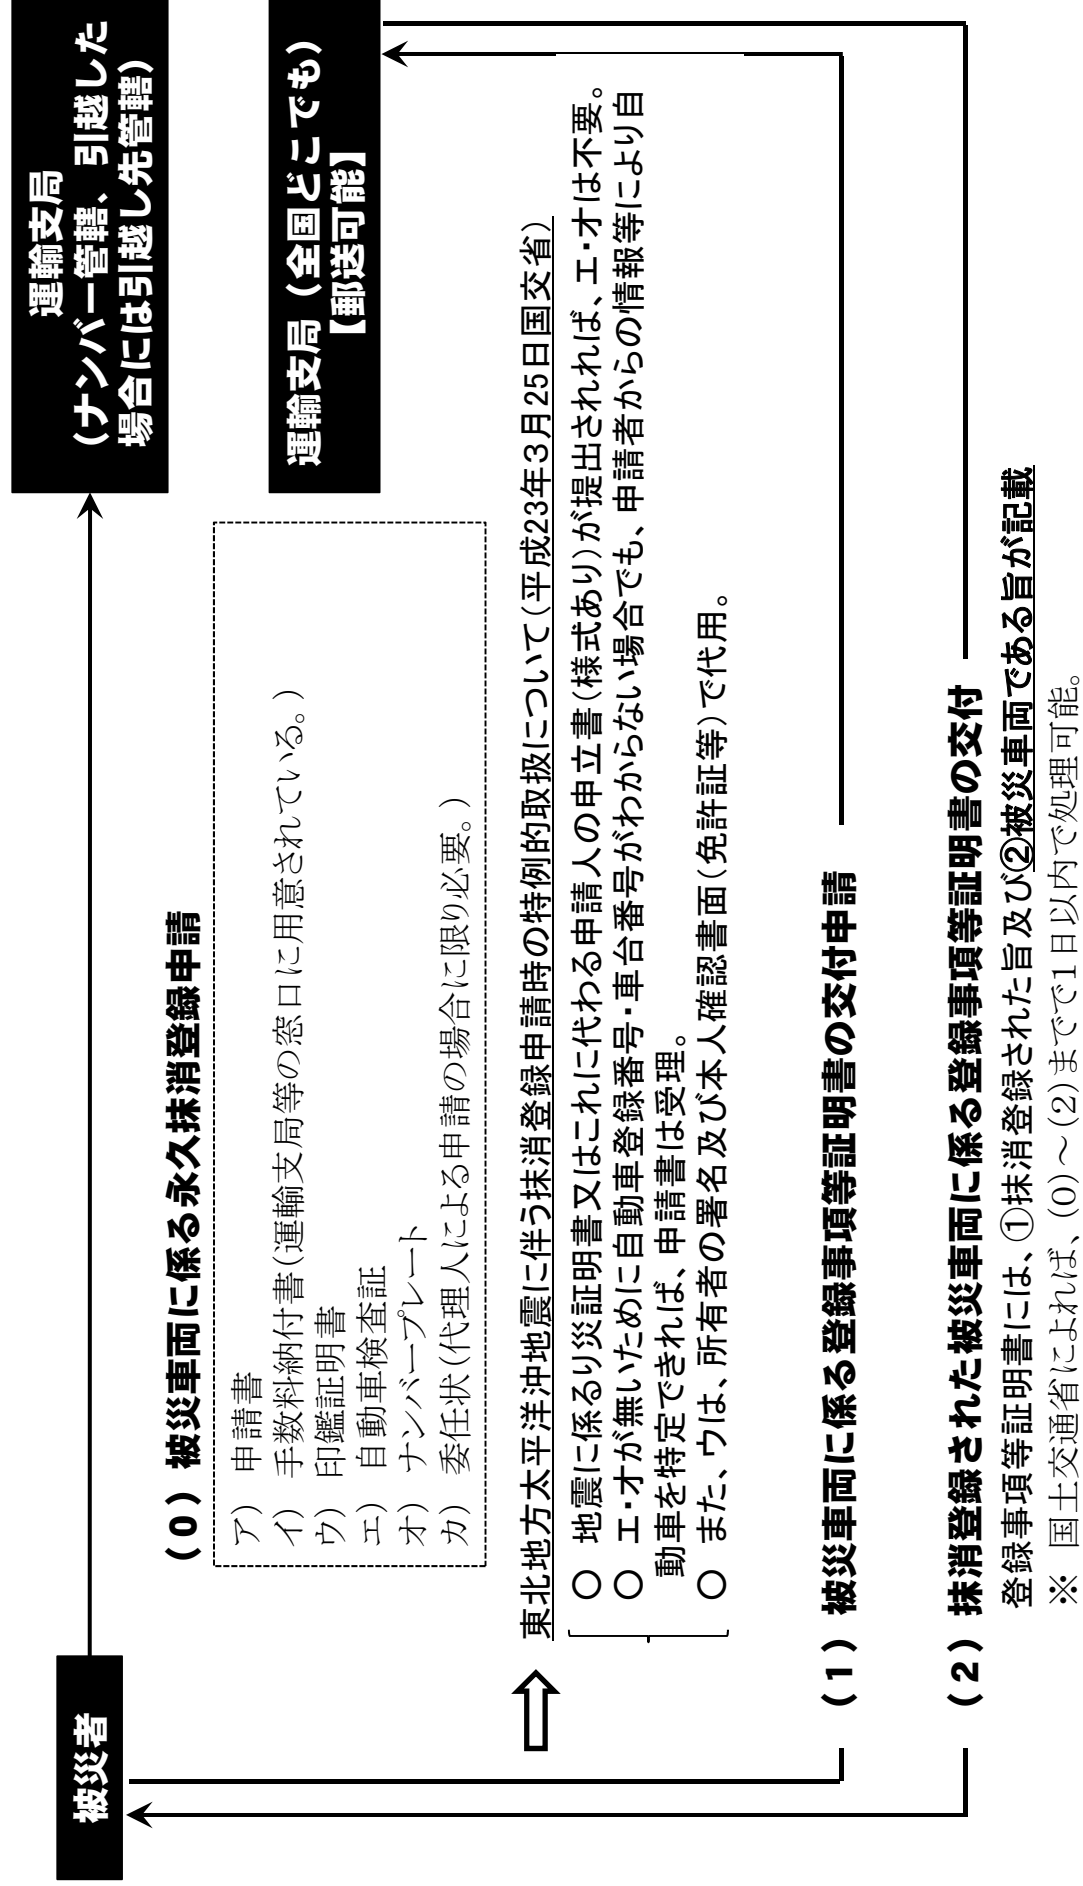 被災者
運輸支局
(ナンバー管轄、引越した
場合には引越し先管轄)
(0)被災車両に係る永久抹消登録申請
ア) 申請書
イ) 手数料納付書(運輸支局等の窓口に用意されている。)
ウ) 印鑑証明書
エ) 自動車検査証
オ) ナンバープレート
カ) 委任状(代理人による申請の場合に限り必要。)
運輸支局(全国どこでも)
【郵送可能】
東北地方太平洋沖地震に伴う抹消登録申請時の特例的取扱について(平成23年3月25日国交省)
○ 地震に係るり災証明書又はこれに代わる申請人の申立書(様式あり)が提出されれば、エ・オは不要。
○ エ・オが無いために自動車登録番号・車台番号がわからない場合でも、申請者からの情報等により自
動車を特定できれば、申請書は受理。
○ また、ウは、所有者の署名及び本人確認書面(免許証等)で代用。
(1)被災車両に係る登録事項等証明書の交付申請
(2)抹消登録された被災車両に係る登録事項等証明書の交付
登録事項等証明書には、①抹消登録された旨及び②被災車両である旨が記載
※ 国土交通省によれば、(0)~(2)までで1日以内で処理可能。